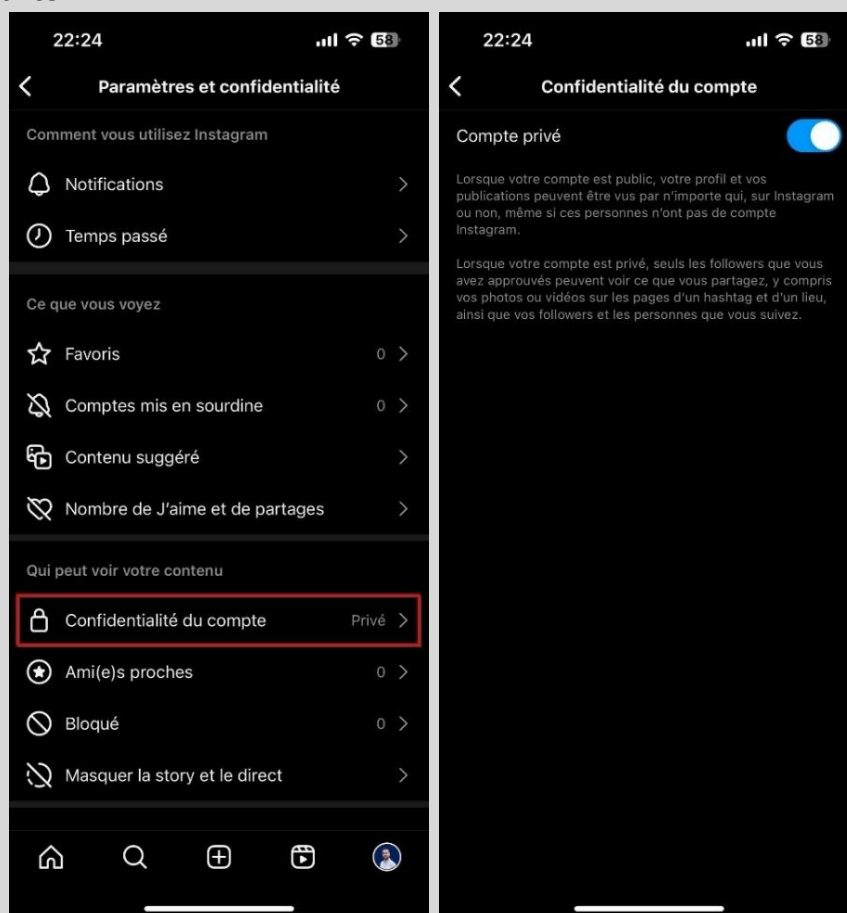 22:24
58
Paramètres et confidentialité
Comment vous utilisez Instagram
Notifications
Temps passé
Ce que vous voyez
Favoris 0
Comptes mis en sourdine 0
Contenu suggéré
Nombre de J'aime et de partages
Qui peut voir votre contenu
Confidentialité du compte Privé
Ami(e)s proches 0
Bloqué 0
Masquer la story et le direct
22:24
58
Confidentialité du compte
Compte privé
Lorsque votre compte est public, votre profil et vos
publications peuvent être vus par n'importe qui, sur Instagram
ou non, même si ces personnes n'ont pas de compte
Instagram.
Lorsque votre compte est privé, seuls les followers que vous
avez approuvés peuvent voir ce que vous partagez, y compris
vos photos ou vidéos sur les pages d'un hashtag et d'un lieu,
ainsi que vos followers et les personnes que vous suivez.